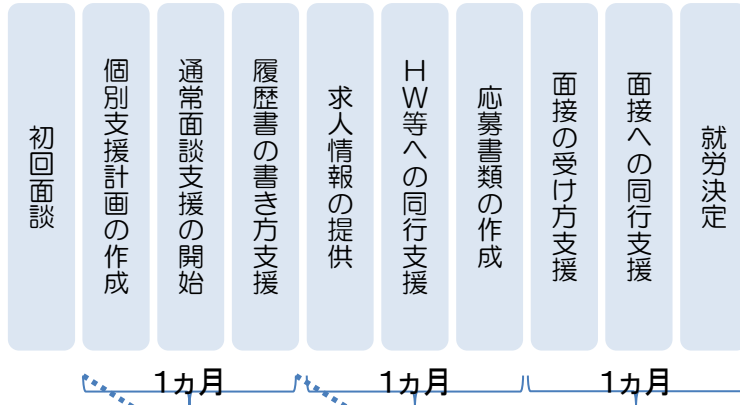 初回面談
個別支援計画の作成
通常面談支援の開始
履歴書の書き方支援
求人情報の提供
HW等への同行支援
応募書類の作成
面接の受け方支援
面接への同行支援
就労決定
1ヵ月
1ヵ月
1ヵ月